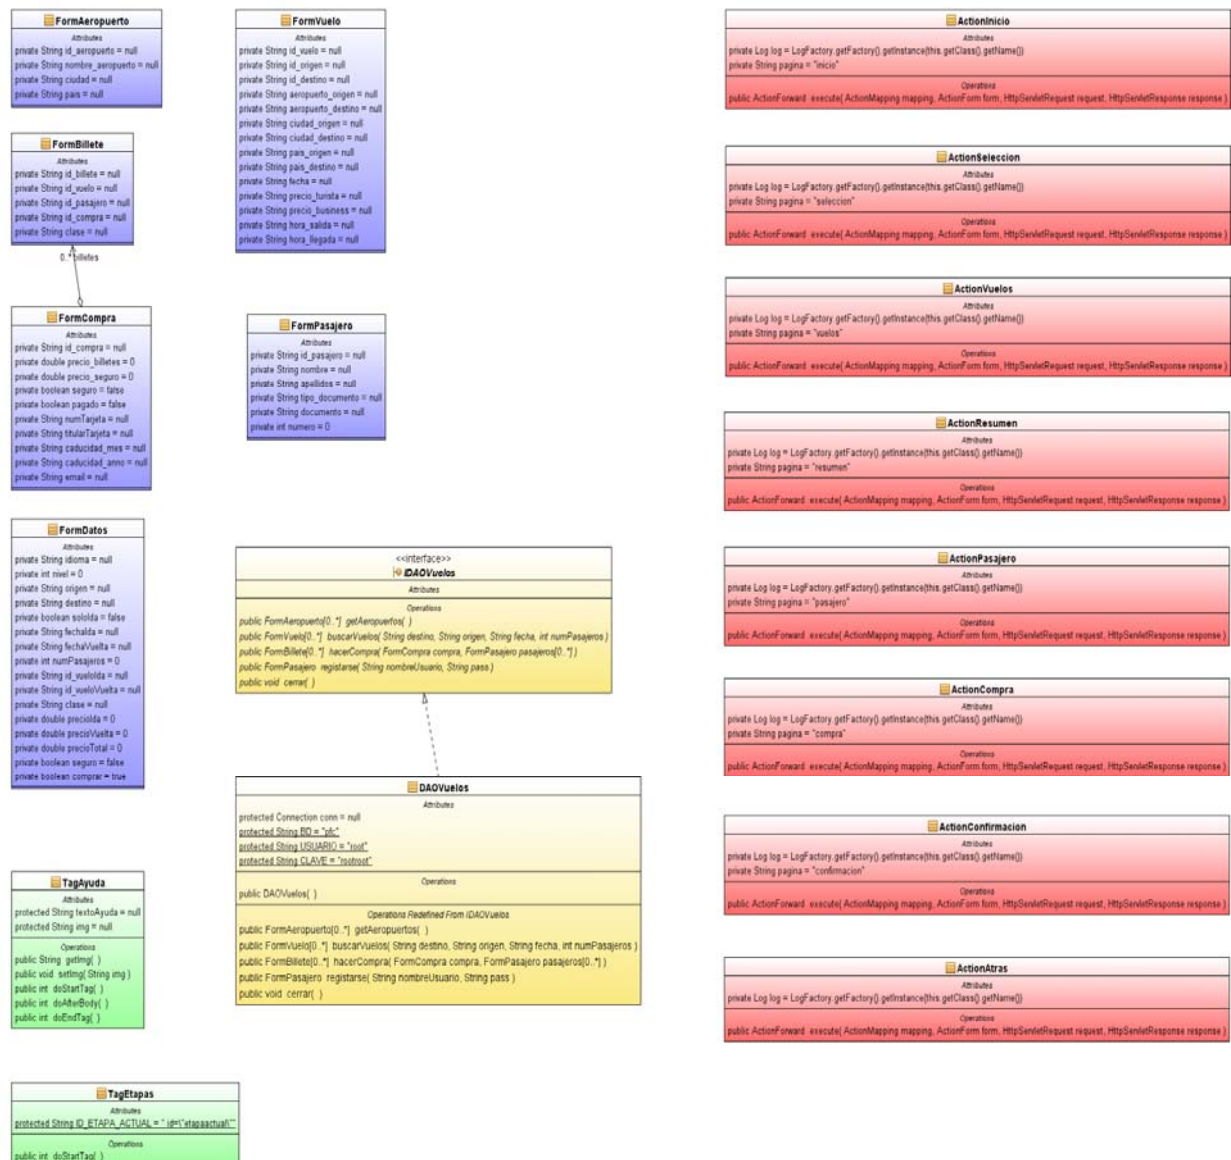 FormAeropuerto
Attributes
private String id_aeropuerto = null
private String nombre_aeropuerto = null
private String ciudad = null
private String pais = null
FormBillete
Attributes
private String id_billete = null
private String id_vuelo = null
private String id_pasajero = null
private String id_compra = null
private String clase = null
0..* billetes
FormCompra
Attributes
private String id_compra = null
private double precio_billetes = 0
private double precio_seguro = 0
private boolean seguro = false
private boolean pagado = false
private String numTarjeta = null
private String titularTarjeta = null
private String caducidad_mes = null
private String caducidad_anno = null
private String email = null
FormDatos
Attributes
private String idioma = null
private int nivel = 0
private String origen = null
private String destino = null
private boolean soloIda = false
private String fechaIda = null
private String fechaVuelta = null
private int numPasajeros = 0
private String id_vueloIda = null
private String id_vueloVuelta = null
private String clase = null
private double precioIda = 0
private double precioVuelta = 0
private double precioTotal = 0
private boolean seguro = false
private boolean comprar = true
TagAyuda
Attributes
protected String textoAyuda = null
protected String img = null
Operations
public String getImg( )
public void setImg( String img )
public int doStartTag( )
public int doAfterBody( )
public int doEndTag( )
TagEtapas
Attributes
protected String ID_ETAPA_ACTUAL = " id=\"etapaactual\""
Operations
public int doStartTag( )
FormVuelo
Attributes
private String id_vuelo = null
private String id_origen = null
private String id_destino = null
private String aeropuerto_origen = null
private String aeropuerto_destino = null
private String ciudad_origen = null
private String ciudad_destino = null
private String pais_origen = null
private String pais_destino = null
private String fecha = null
private String precio_turista = null
private String precio_business = null
private String hora_salida = null
private String hora_llegada = null
FormPasajero
Attributes
private String id_pasajero = null
private String nombre = null
private String apellidos = null
private String tipo_documento = null
private String documento = null
private int numero = 0
<<interface>>
IDAOVuelos
Attributes
Operations
public FormAeropuerto[0..*] getAeropuertos( )
public FormVuelo[0..*] buscarVuelos( String destino, String origen, String fecha, int numPasajeros )
public FormBillete[0..*] hacerCompra( FormCompra compra, FormPasajero pasajeros[0..*] )
public FormPasajero registarse( String nombreUsuario, String pass )
public void cerrar( )
DAOVuelos
Attributes
protected Connection conn = null
protected String BD = "pfc"
protected String USUARIO = "root"
protected String CLAVE = "rootroot"
Operations
public DAOVuelos( )
Operations Redefined From IDAOVuelos
public FormAeropuerto[0..*] getAeropuertos( )
public FormVuelo[0..*] buscarVuelos( String destino, String origen, String fecha, int numPasajeros )
public FormBillete[0..*] hacerCompra( FormCompra compra, FormPasajero pasajeros[0..*] )
public FormPasajero registarse( String nombreUsuario, String pass )
public void cerrar( )
ActionInicio
Attributes
private Log log = LogFactory.getFactory().getInstance(this.getClass().getName())
private String pagina = "inicio"
Operations
public ActionForward execute( ActionMapping mapping, ActionForm form, HttpServletRequest request, HttpServletResponse response )
ActionSeleccion
Attributes
private Log log = LogFactory.getFactory().getInstance(this.getClass().getName())
private String pagina = "seleccion"
Operations
public ActionForward execute( ActionMapping mapping, ActionForm form, HttpServletRequest request, HttpServletResponse response )
ActionVuelos
Attributes
private Log log = LogFactory.getFactory().getInstance(this.getClass().getName())
private String pagina = "vuelos"
Operations
public ActionForward execute( ActionMapping mapping, ActionForm form, HttpServletRequest request, HttpServletResponse response )
ActionResumen
Attributes
private Log log = LogFactory.getFactory().getInstance(this.getClass().getName())
private String pagina = "resumen"
Operations
public ActionForward execute( ActionMapping mapping, ActionForm form, HttpServletRequest request, HttpServletResponse response )
ActionPasajero
Attributes
private Log log = LogFactory.getFactory().getInstance(this.getClass().getName())
private String pagina = "pasajero"
Operations
public ActionForward execute( ActionMapping mapping, ActionForm form, HttpServletRequest request, HttpServletResponse response )
ActionCompra
Attributes
private Log log = LogFactory.getFactory().getInstance(this.getClass().getName())
private String pagina = "compra"
Operations
public ActionForward execute( ActionMapping mapping, ActionForm form, HttpServletRequest request, HttpServletResponse response )
ActionConfirmacion
Attributes
private Log log = LogFactory.getFactory().getInstance(this.getClass().getName())
private String pagina = "confirmacion"
Operations
public ActionForward execute( ActionMapping mapping, ActionForm form, HttpServletRequest request, HttpServletResponse response )
ActionAtras
Attributes
private Log log = LogFactory.getFactory().getInstance(this.getClass().getName())
Operations
public ActionForward execute( ActionMapping mapping, ActionForm form, HttpServletRequest request, HttpServletResponse response )